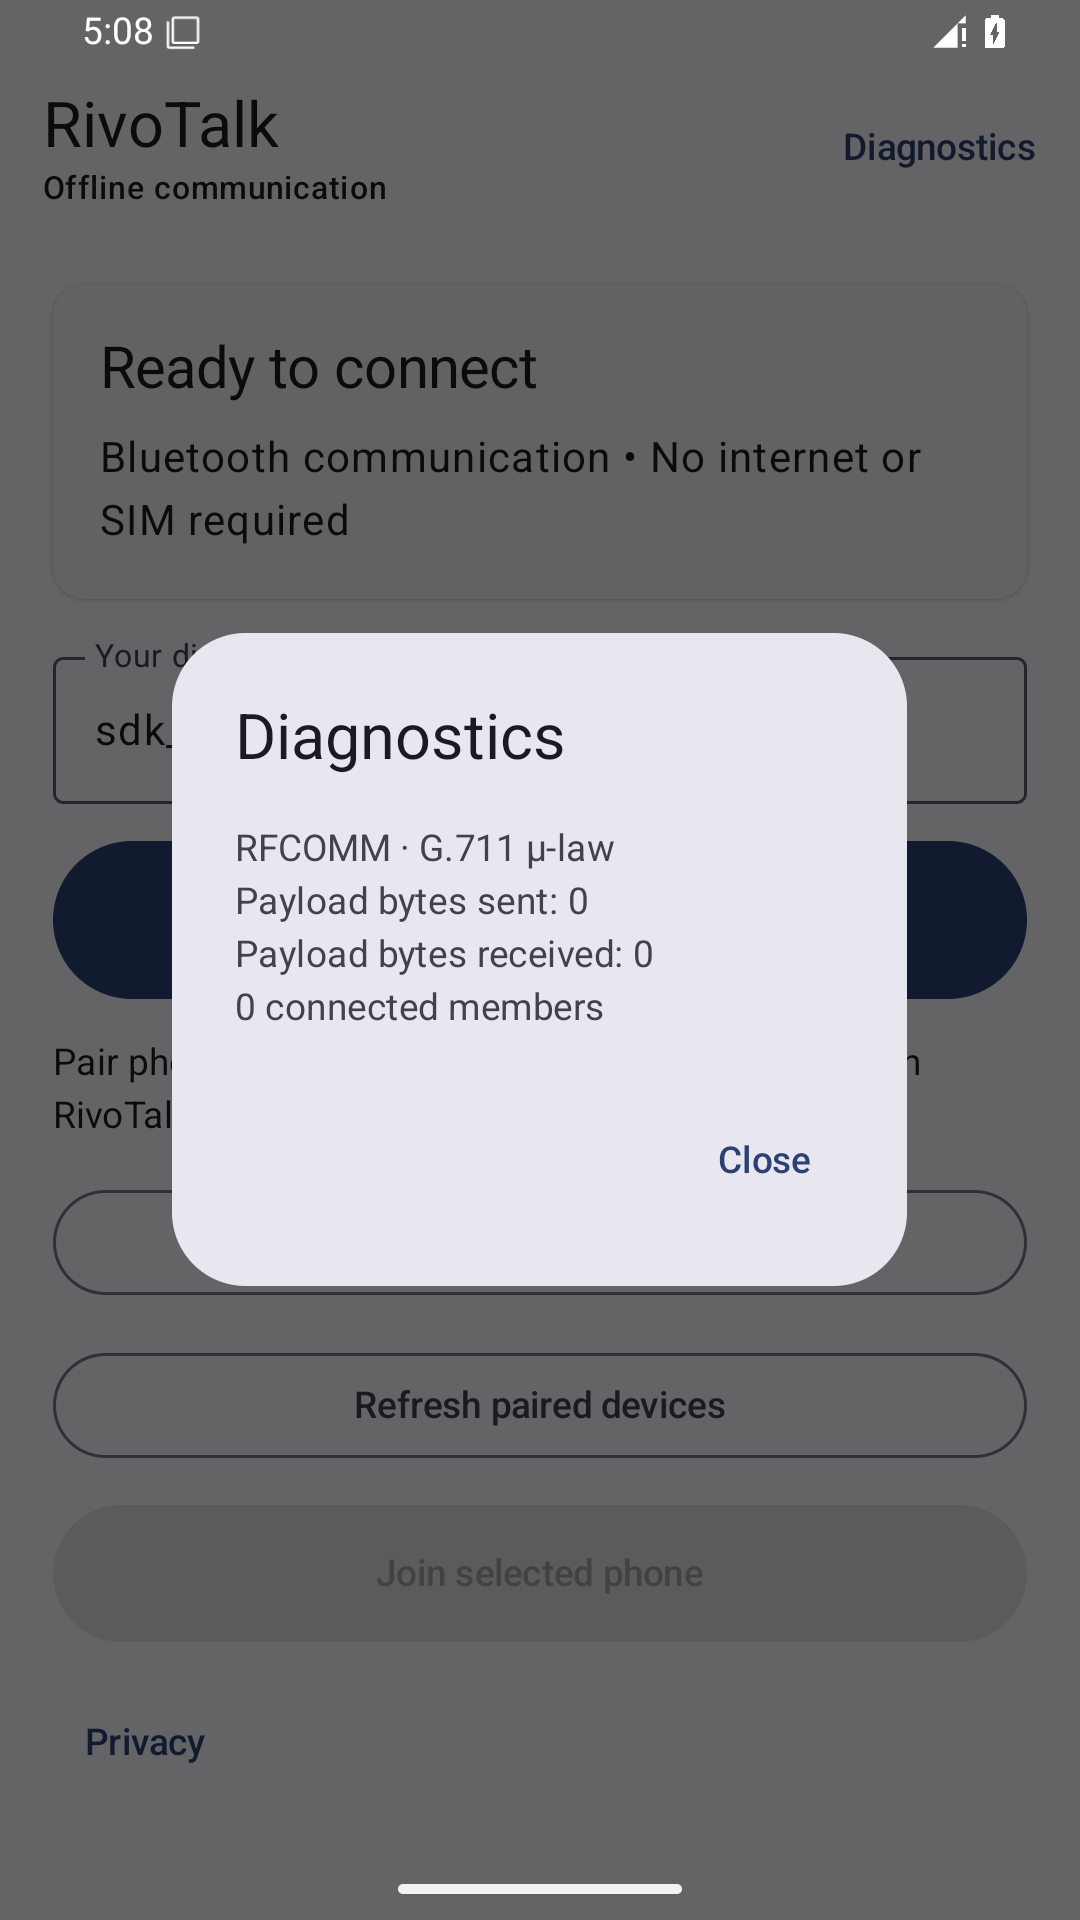 5:08
RivoTalk
Offline communication
Diagnostics
Ready to connect
Bluetooth communication • No internet or
SIM required
Your
Diagnostics
RFCOMM · G.711 µ-law
Payload bytes sent: 0
Payload bytes received: 0
0 connected members
Close
Pair
Refresh paired devices
Join selected phone
Privacy